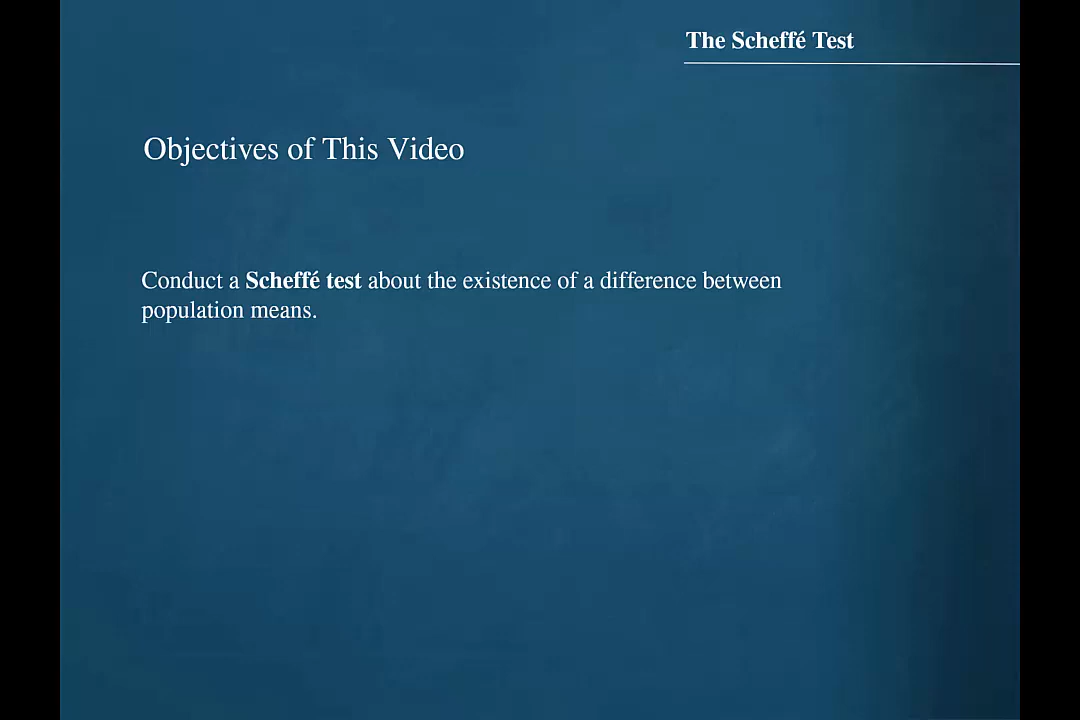 The Scheffé Test
Objectives of This Video
Conduct a Scheffé test about the existence of a difference between
population means.